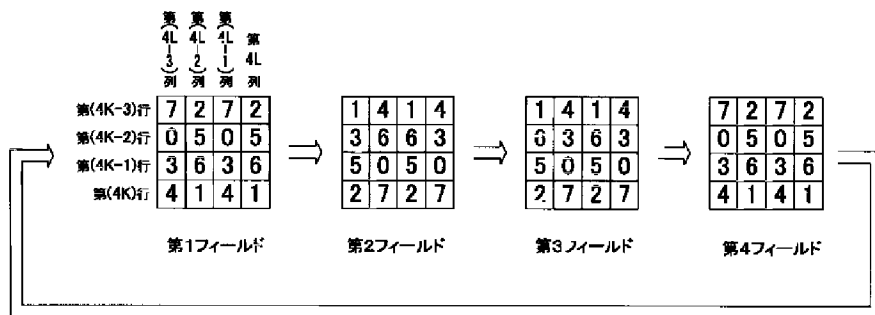 第(4L-3)列 第(4L-2)列 第(4L-1)列 第4L列
第(4K-3)行 7 2 7 2
第(4K-2)行 0 5 0 5
第(4K-1)行 3 6 3 6
第(4K)行 4 1 4 1
第1フィールド
1 4 1 4
3 6 6 3
5 0 5 0
2 7 2 7
第2フィールド
1 4 1 4
6 3 6 3
5 0 5 0
2 7 2 7
第3フィールド
7 2 7 2
0 5 0 5
3 6 3 6
4 1 4 1
第4フィールド